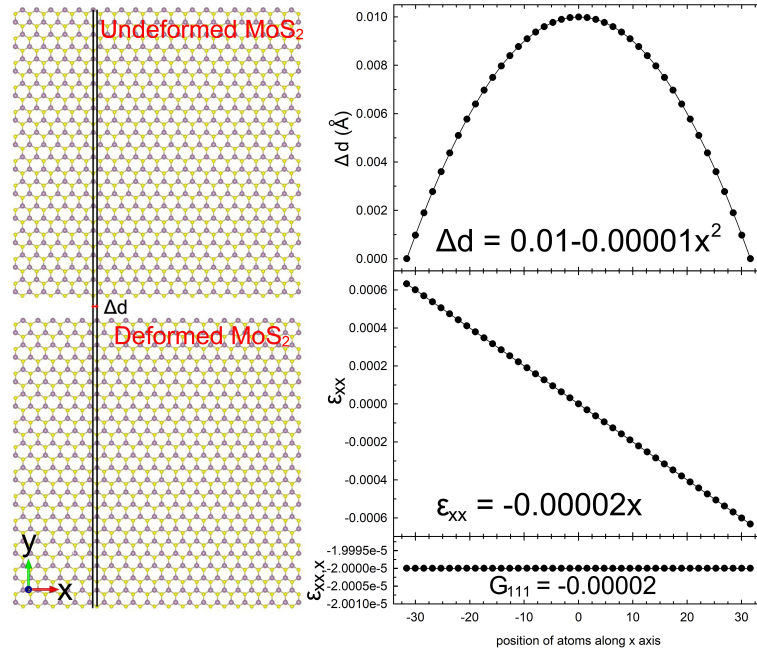 Undeformed MoS₂
Δd
Deformed MoS₂
y
x
Δd (Å)
0.010
0.008
0.006
0.004
0.002
0.000
Δd = 0.01-0.00001x²
εxx
0.0006
0.0004
0.0002
0.0000
-0.0002
-0.0004
-0.0006
εxx = -0.00002x
εxx,x
-1.9995e-5
-2.0000e-5
-2.0005e-5
-2.0010e-5
G₁₁₁ = -0.00002
-30 -20 -10 0 10 20 30
position of atoms along x axis